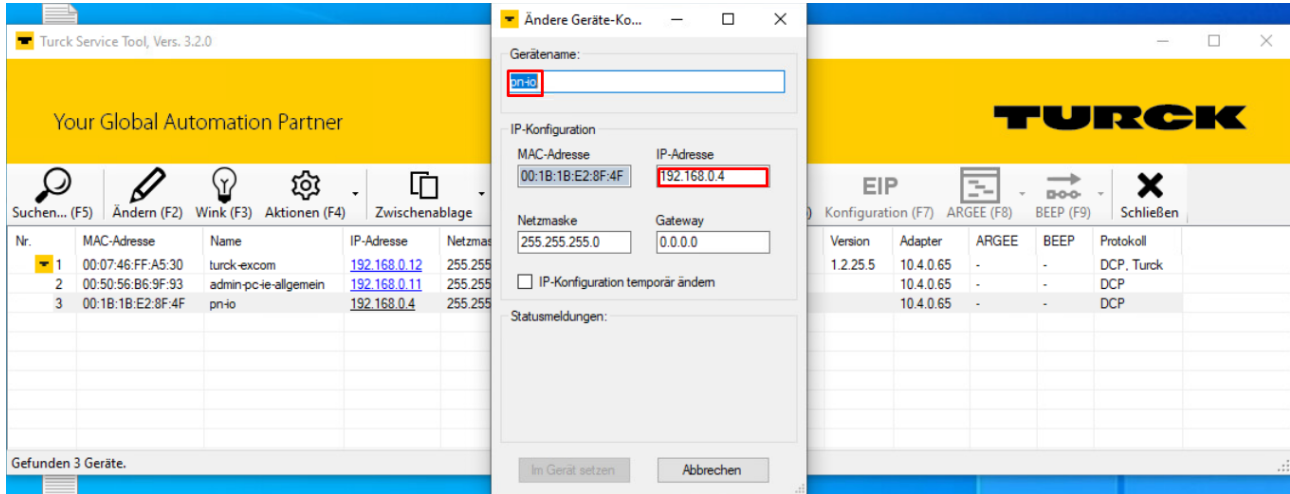 Turck Service Tool, Vers. 3.2.0
Your Global Automation Partner
TURCK
Suchen... (F5) Ändern (F2) Wink (F3) Aktionen (F4) Zwischenablage
EIP
Konfiguration (F7) ARGEE (F8) BEEP (F9) Schließen
Nr. MAC-Adresse Name IP-Adresse Version Adapter ARGEE BEEP Protokoll
1 00:07:46:FF:A5:30 turck-excom 192.168.0.12 1.2.25.5 10.4.0.65 - - DCP, Turck
2 00:50:56:B6:9F:93 admin-pc-ie-allgemein 192.168.0.11 10.4.0.65 - - DCP
3 00:1B:1B:E2:8F:4F pn-io 192.168.0.4 10.4.0.65 - - DCP
Gefunden 3 Geräte.
Ändere Geräte-Ko...
Gerätename:
pn-io
IP-Konfiguration
MAC-Adresse IP-Adresse
00:1B:1B:E2:8F:4F 192.168.0.4
Netzmaske Gateway
255.255.255.0 0.0.0.0
IP-Konfiguration temporär ändern
Statusmeldungen:
Im Gerät setzen Abbrechen